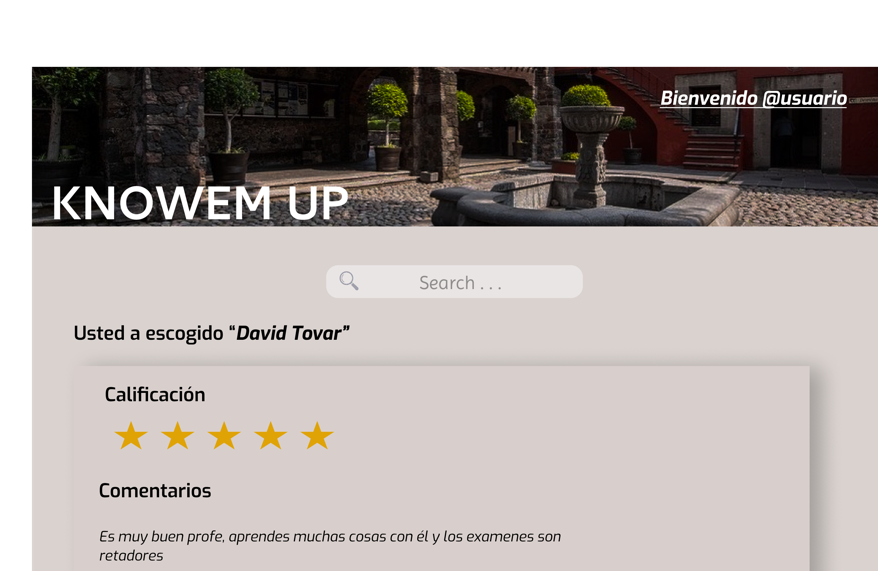 Bienvenido @usuario
KNOWEM UP
Search . . .
Usted a escogido “David Tovar”
Calificación
Comentarios
Es muy buen profe, aprendes muchas cosas con él y los examenes son
retadores